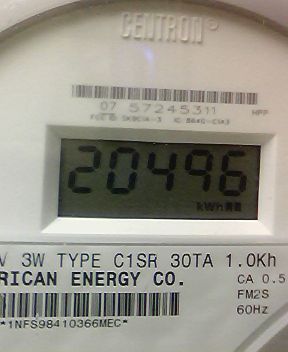 CENTRON®
07 57245311 HPP
20496
kWh
V 3W TYPE C1SR 30TA 1.0Kh
RICAN ENERGY CO. CA 0.5
FM2S
60Hz
*1NFS98410366MEC*